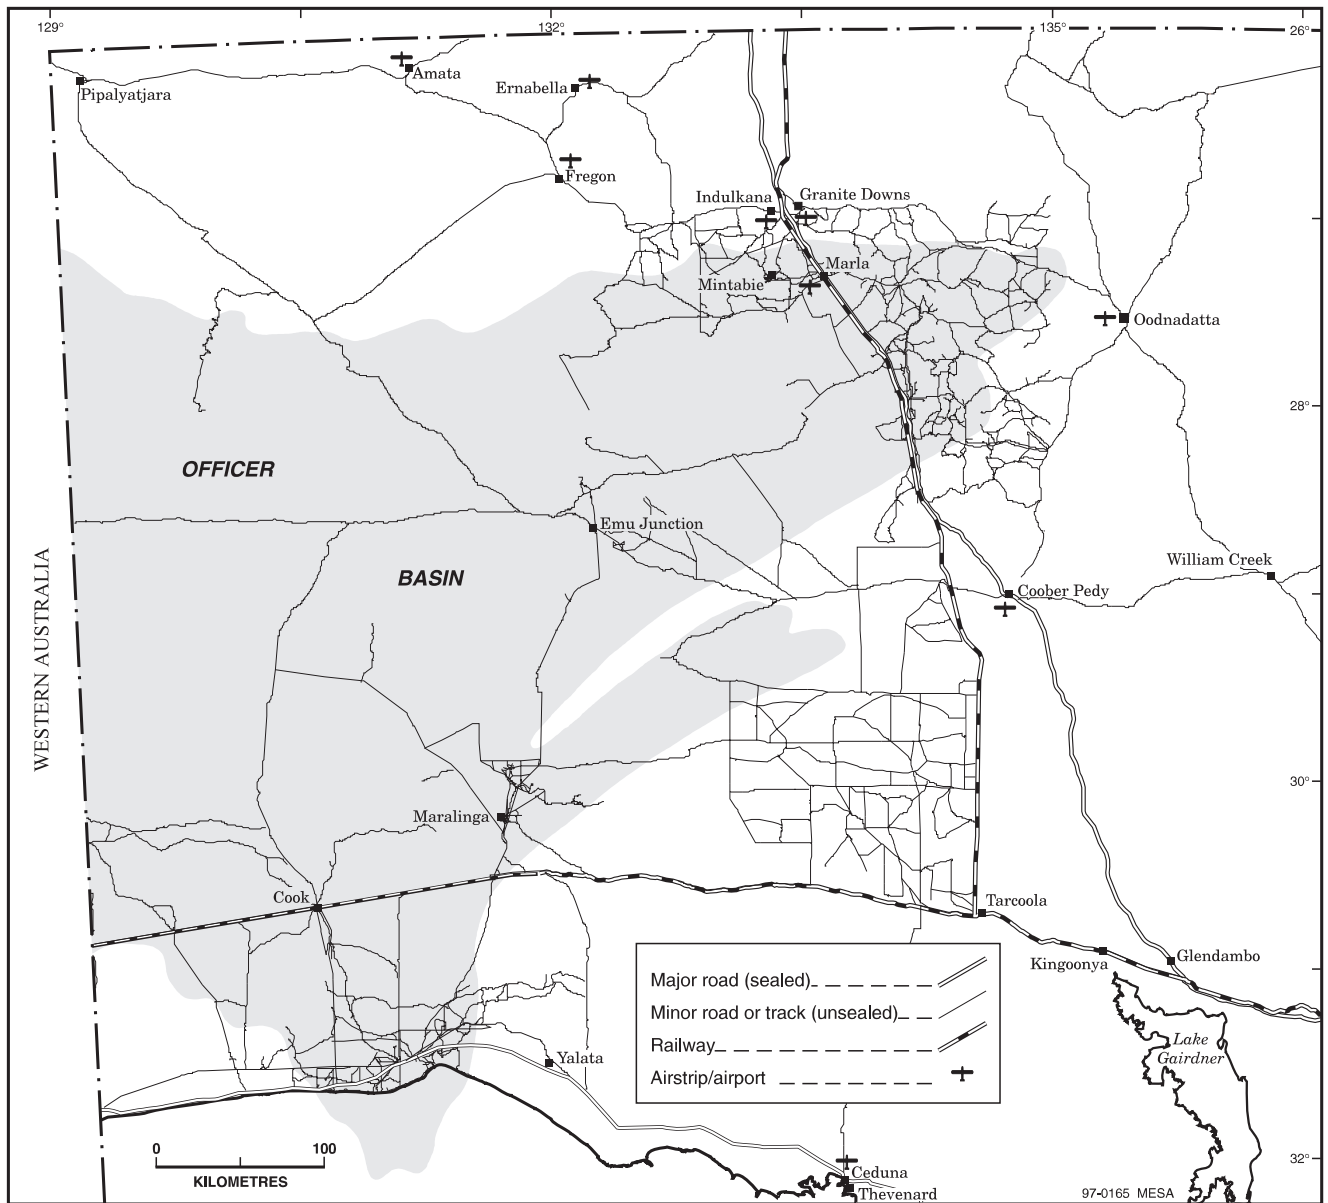 129°
132°
135°
26°
Amata
Pipalyatjara
Ernabella
Fregon
Indulkana
Granite Downs
Marla
Mintabie
Oodnadatta
28°
OFFICER
Emu Junction
BASIN
William Creek
Coober Pedy
WESTERN AUSTRALIA
30°
Maralinga
Cook
Tarcoola
Kingoonya
Glendambo
Major road (sealed)
Minor road or track (unsealed)
Railway
Airstrip/airport
Lake
Gairdner
Yalata
0 100
KILOMETRES
32°
Ceduna
Thevenard
97-0165 MESA